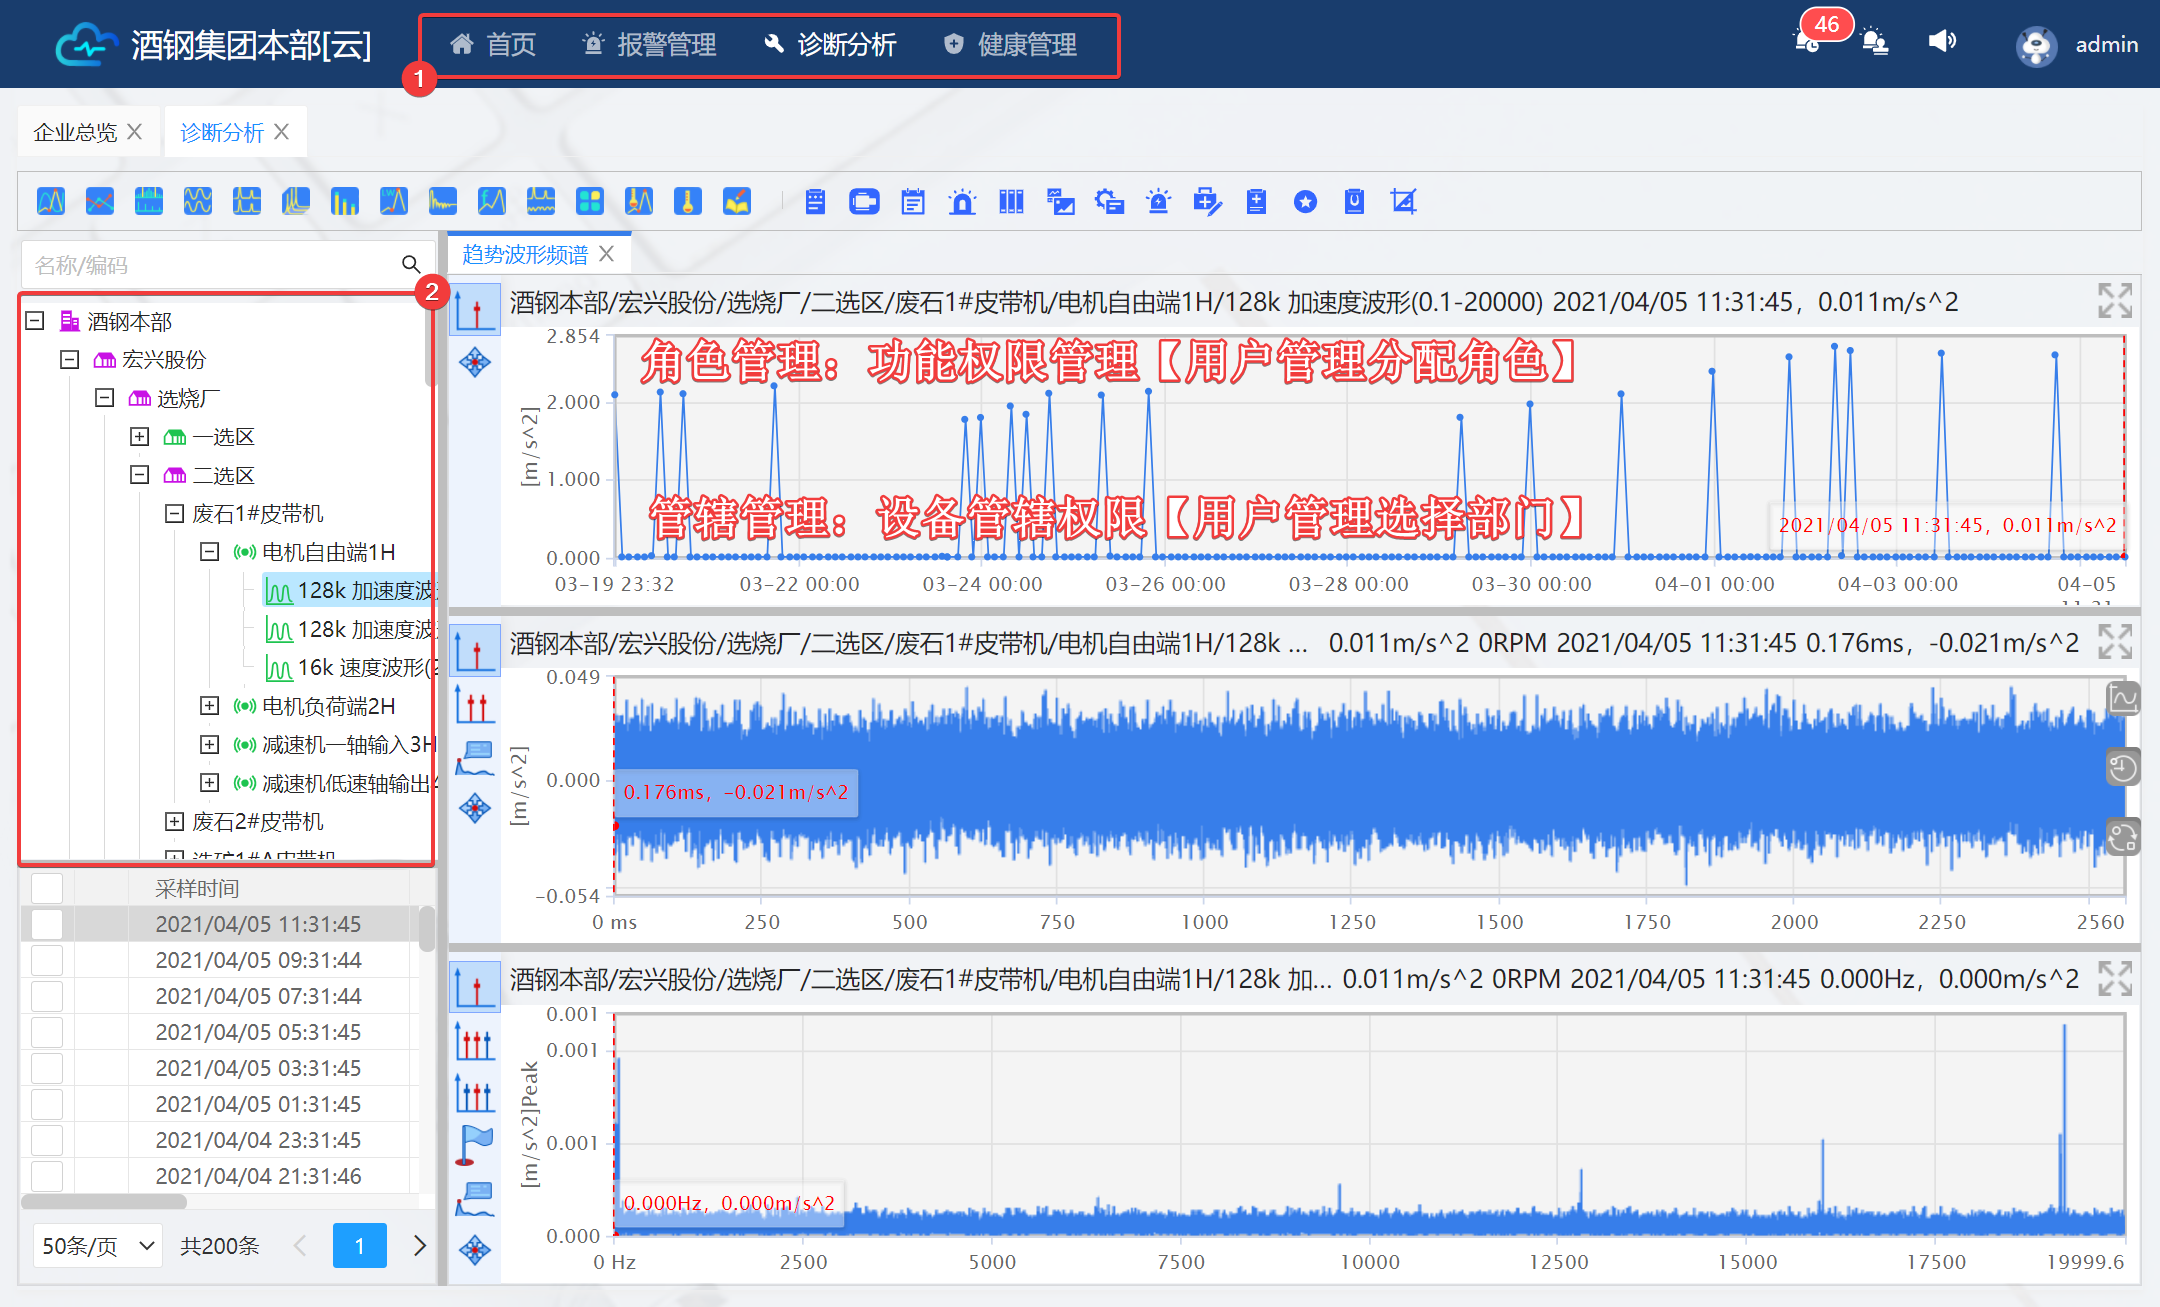 酒钢集团本部[云]
首页 报警管理 诊断分析 健康管理
46
admin
1
企业总览 诊断分析
名称/编码
2
酒钢本部
宏兴股份
选烧厂
一选区
二选区
废石1#皮带机
电机自由端1H
128k 加速度波
128k 加速度波
16k 速度波形(
电机负荷端2H
减速机一轴输入3H
减速机低速轴输出
废石2#皮带机
采样时间
2021/04/05 11:31:45
2021/04/05 09:31:44
2021/04/05 07:31:44
2021/04/05 05:31:45
2021/04/05 03:31:45
2021/04/05 01:31:45
2021/04/04 23:31:45
2021/04/04 21:31:46
50条/页 共200条 1
趋势波形频谱
酒钢本部/宏兴股份/选烧厂/二选区/废石1#皮带机/电机自由端1H/128k 加速度波形(0.1-20000) 2021/04/05 11:31:45，0.011m/s^2
角色管理：功能权限管理【用户管理分配角色】
管辖管理：设备管辖权限【用户管理选择部门】
[m/s^2]
2.854
2.000
1.000
0.000
2021/04/05 11:31:45，0.011m/s^2
03-19 23:32 03-22 00:00 03-24 00:00 03-26 00:00 03-28 00:00 03-30 00:00 04-01 00:00 04-03 00:00 04-05
酒钢本部/宏兴股份/选烧厂/二选区/废石1#皮带机/电机自由端1H/128k ... 0.011m/s^2 0RPM 2021/04/05 11:31:45 0.176ms，-0.021m/s^2
[m/s^2]
0.049
0.000
-0.054
0.176ms，-0.021m/s^2
0 ms 250 500 750 1000 1250 1500 1750 2000 2250 2560
酒钢本部/宏兴股份/选烧厂/二选区/废石1#皮带机/电机自由端1H/128k 加... 0.011m/s^2 0RPM 2021/04/05 11:31:45 0.000Hz，0.000m/s^2
[m/s^2]Peak
0.001
0.001
0.001
0.000
0.000Hz，0.000m/s^2
0 Hz 2500 5000 7500 10000 12500 15000 17500 19999.6